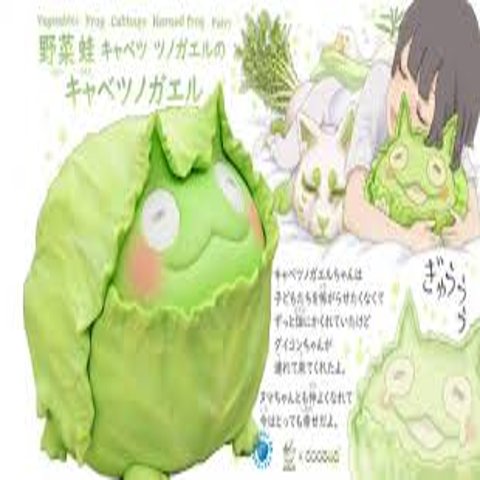 Vegetables Frog Cabbage Horned frog Fairy
野菜蛙 キャベツ ツノガエルの
キャベツノガエル
キャベツノガエルちゃんは
子どもたちを怖がらせたくなくて
ずっと畑にかくれていたけど
ダイコンちゃんが
連れて来てくれたよ。
ヌマちゃんとも仲よくなれて
今はとっても幸せだよ。
ぎゅううぅ